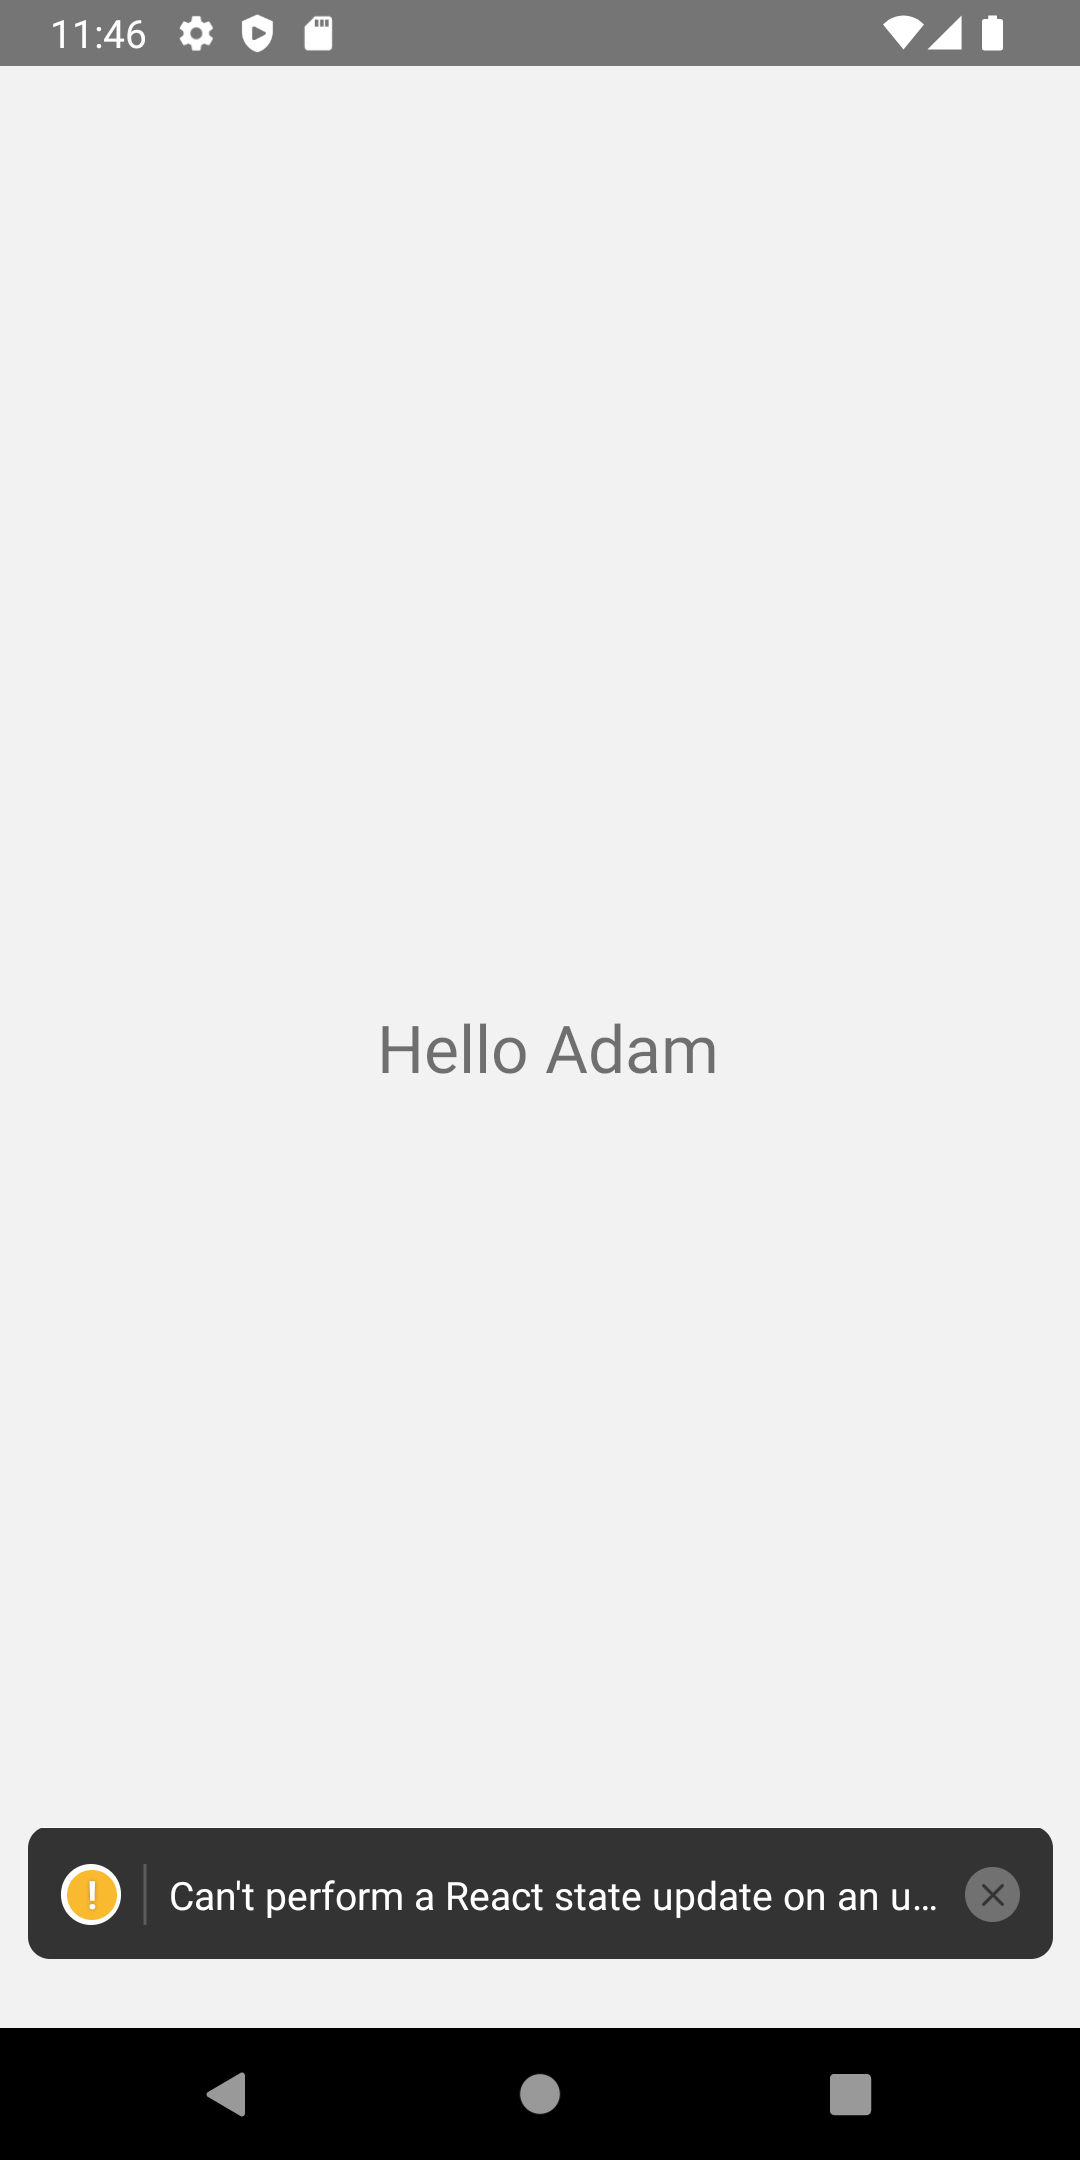 11:46
Hello Adam
Can't perform a React state update on an u...